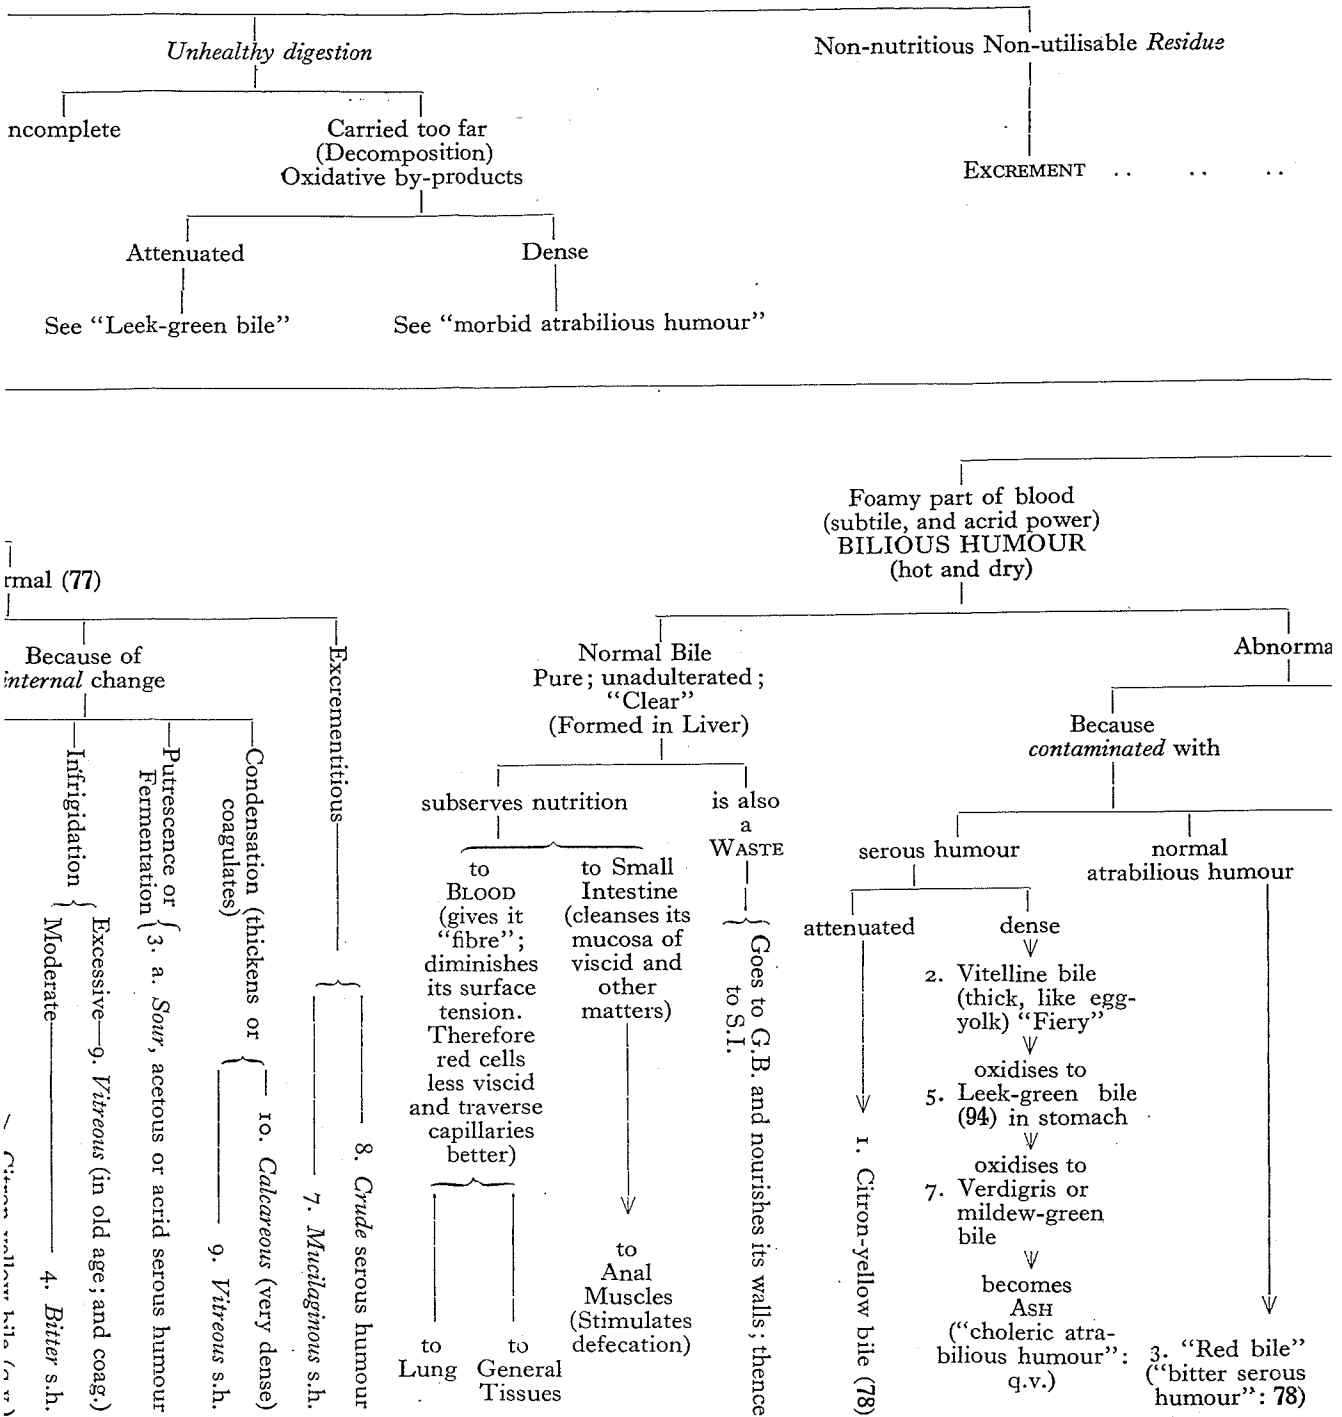 Unhealthy digestion
Non-nutritious Non-utilisable Residue
ncomplete
Carried too far
(Decomposition)
Oxidative by-products
EXCREMENT .. .. ..
Attenuated
Dense
See “Leek-green bile”
See “morbid atrabilious humour”
Foamy part of blood
(subtile, and acrid power)
BILIOUS HUMOUR
(hot and dry)
rmal (77)
Because of
internal change
Infrigidation
Moderate
4. Bitter s.h.
Excessive—9. Vitreous (in old age; and coag.)
Putrescence or
Fermentation
3. a. Sour, acetous or acrid serous humour
Condensation (thickens or
coagulates)
9. Vitreous s.h.
10. Calcareous (very dense)
Excrementitious
7. Mucilaginous s.h.
8. Crude serous humour
Normal Bile
Pure; unadulterated;
“Clear”
(Formed in Liver)
subserves nutrition
to
BLOOD
(gives it
“fibre”;
diminishes
its surface
tension.
Therefore
red cells
less viscid
and traverse
capillaries
better)
to
Lung
to
General
Tissues
to Small
Intestine
(cleanses its
mucosa of
viscid and
other
matters)
to
Anal
Muscles
(Stimulates
defecation)
is also
a
WASTE
Goes to G.B. and nourishes its walls; thence
to S.I.
Abnorma
Because
contaminated with
serous humour
attenuated
1. Citron-yellow bile (78)
dense
2. Vitelline bile
(thick, like egg-
yolk) “Fiery”
oxidises to
5. Leek-green bile
(94) in stomach
oxidises to
7. Verdigris or
mildew-green
bile
becomes
ASH
(“choleric atra-
bilious humour”:
q.v.)
normal
atrabilious humour
3. “Red bile”
(“bitter serous
humour”: 78)